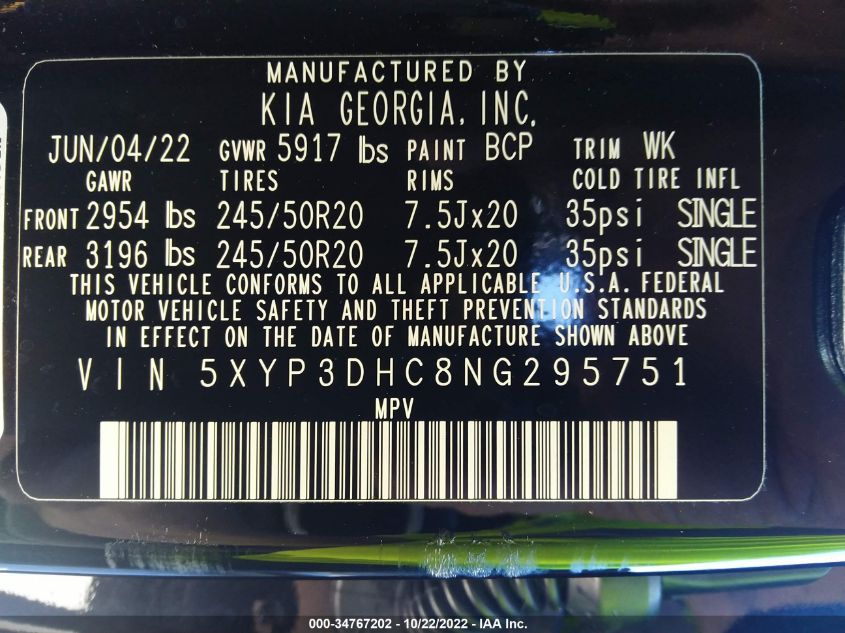 MANUFACTURED BY
KIA GEORGIA, INC.
JUN/04/22 GVWR 5917 lbs PAINT BCP TRIM WK
GAWR TIRES RIMS COLD TIRE INFL
FRONT 2954 lbs 245/50R20 7.5Jx20 35psi SINGLE
REAR 3196 lbs 245/50R20 7.5Jx20 35psi SINGLE
THIS VEHICLE CONFORMS TO ALL APPLICABLE U.S.A. FEDERAL
MOTOR VEHICLE SAFETY AND THEFT PREVENTION STANDARDS
IN EFFECT ON THE DATE OF MANUFACTURE SHOWN ABOVE
VIN 5XYP3DHC8NG295751
MPV
000-34767202 - 10/22/2022 - IAA Inc.